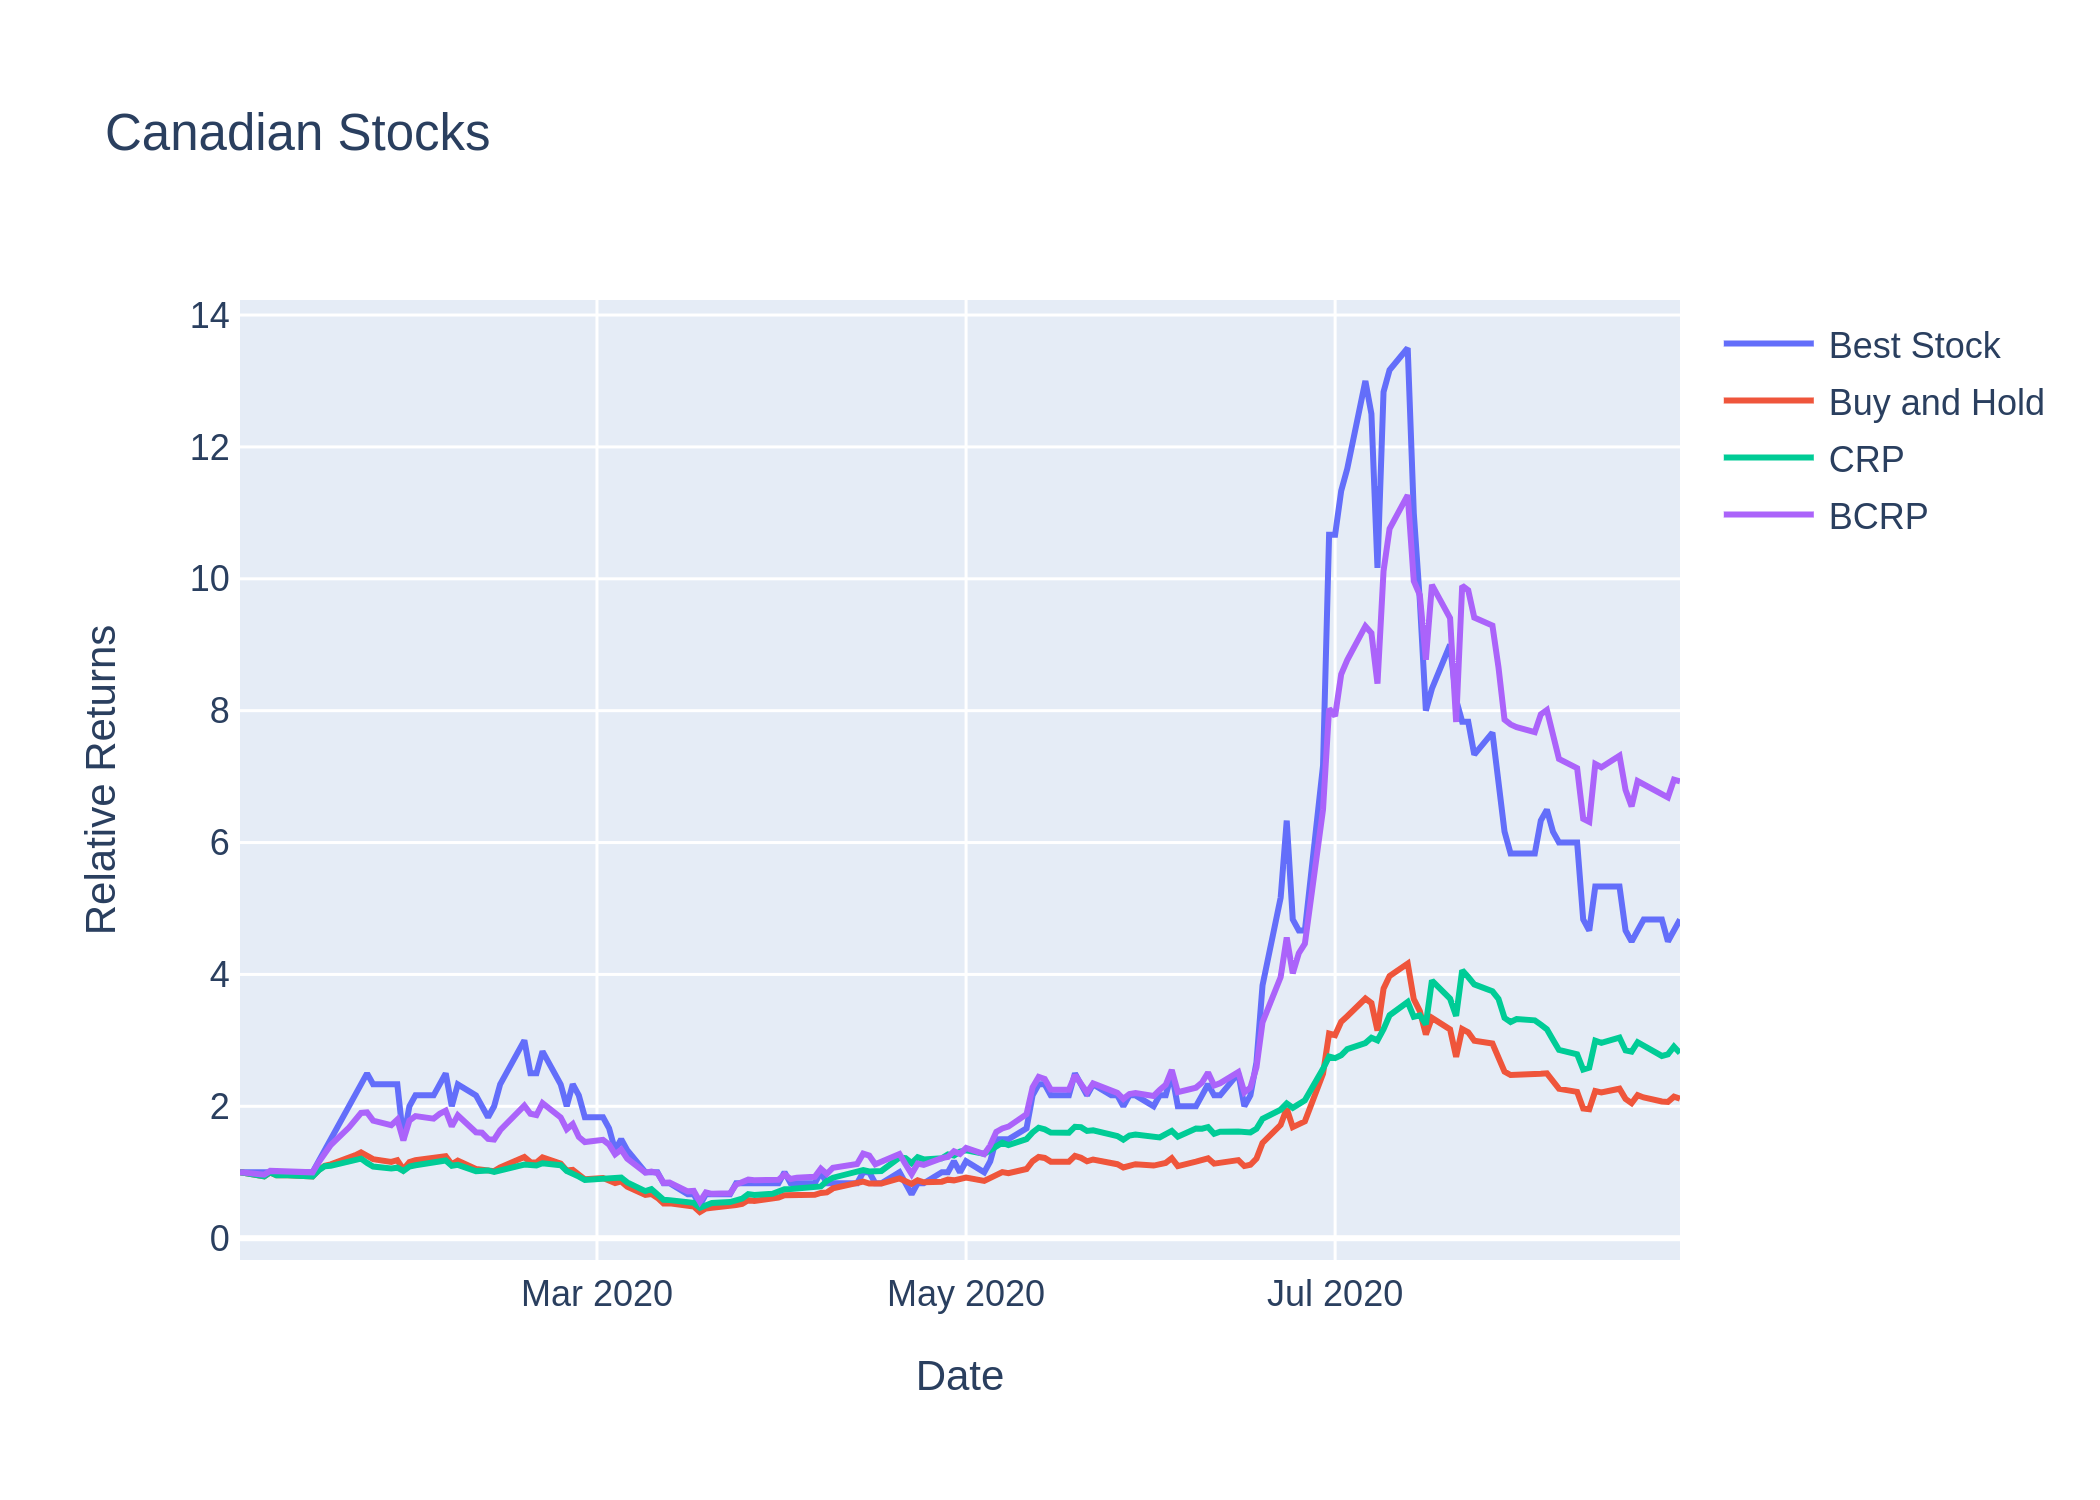 Canadian Stocks
14
12
10
8
6
4
2
0
Relative Returns
Mar 2020
May 2020
Jul 2020
Date
Best Stock
Buy and Hold
CRP
BCRP